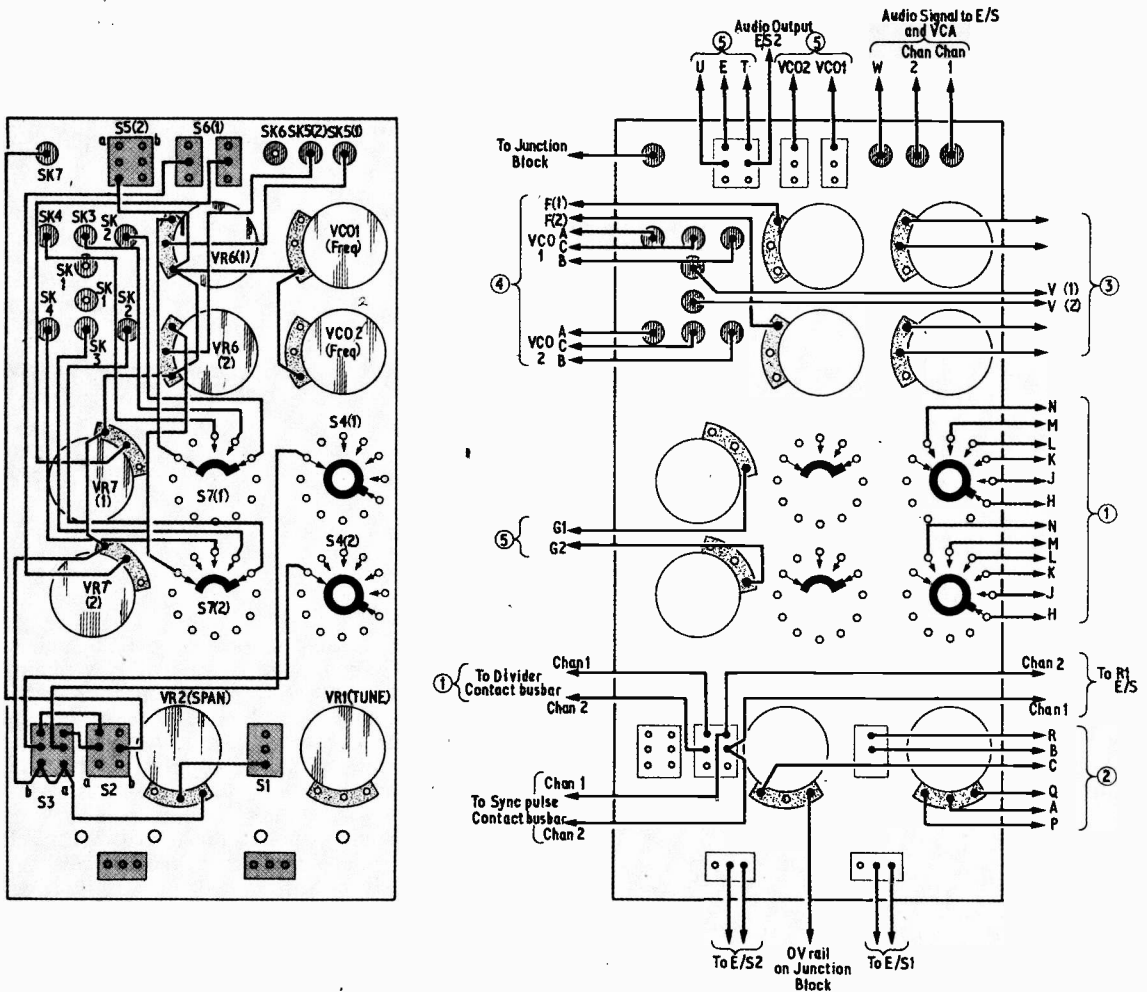 S5(2)
S6(1)
SK6 SK5(2) SK5(1)
a
b
SK7
SK4
SK3
SK
2
SK
1
SK
1
SK
4
SK
2
SK
3
VR6(1)
VCO1
(Freq)
2
VR6
(2)
VCO 2
(Freq)
S4(1)
VR7
(1)
S7(1)
S4(2)
VR7
(2)
S7(2)
VR2(SPAN)
VR1(TUNE)
b
S3
a
a
S2
b
S1
Audio Output
ES2
Audio Signal to E/S
and VCA
Chan Chan
5
5
U E T
VCO2 VCO1
W 2 1
To Junction
Block
F(1)
F(2)
A
VCO C
1
B
4
V (1)
V (2)
3
A
VCO C
2 B
N
M
L
K
J
H
1
N
M
L
K
J
H
5
G1
G2
1
To Divider
Contact busbar
Chan 1
Chan 2
Chan 2
To R1
E/S
Chan 1
R
B
C
2
Q
A
P
To Sync pulse
Contact busbar
Chan 1
Chan 2
To E/S2
OV rail
on Junction
Block
To E/S1